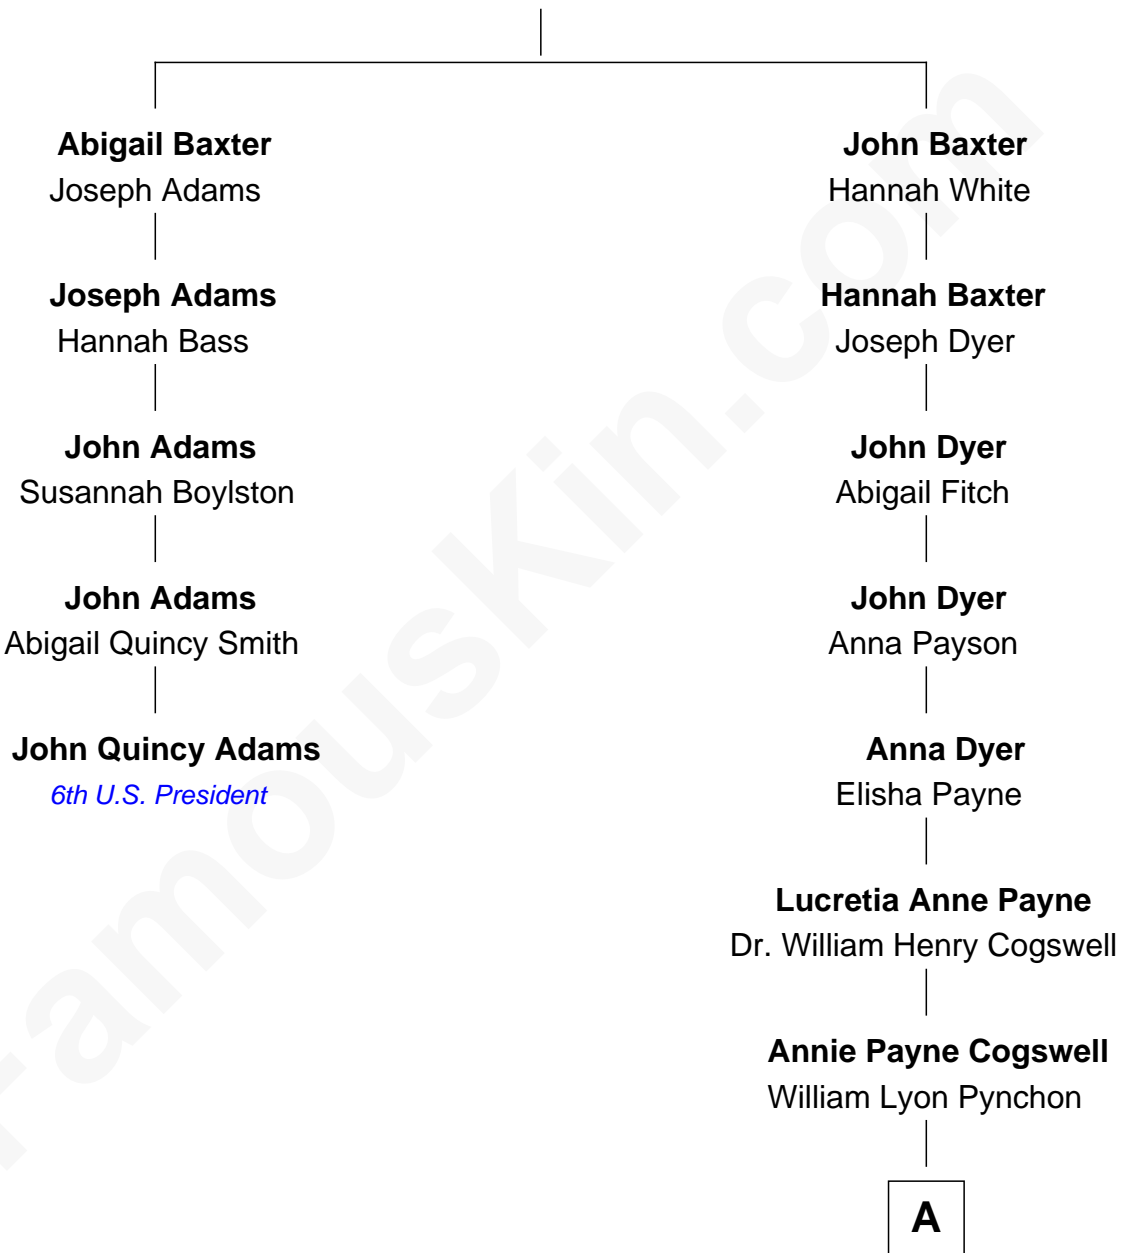 Abigail Baxter
Joseph Adams
Joseph Adams
Hannah Bass
John Adams
Susannah Boylston
John Adams
Abigail Quincy Smith
John Quincy Adams
6th U.S. President
John Baxter
Hannah White
Hannah Baxter
Joseph Dyer
John Dyer
Abigail Fitch
John Dyer
Anna Payson
Anna Dyer
Elisha Payne
Lucretia Anne Payne
Dr. William Henry Cogswell
Annie Payne Cogswell
William Lyon Pynchon
A
FamousKin.com